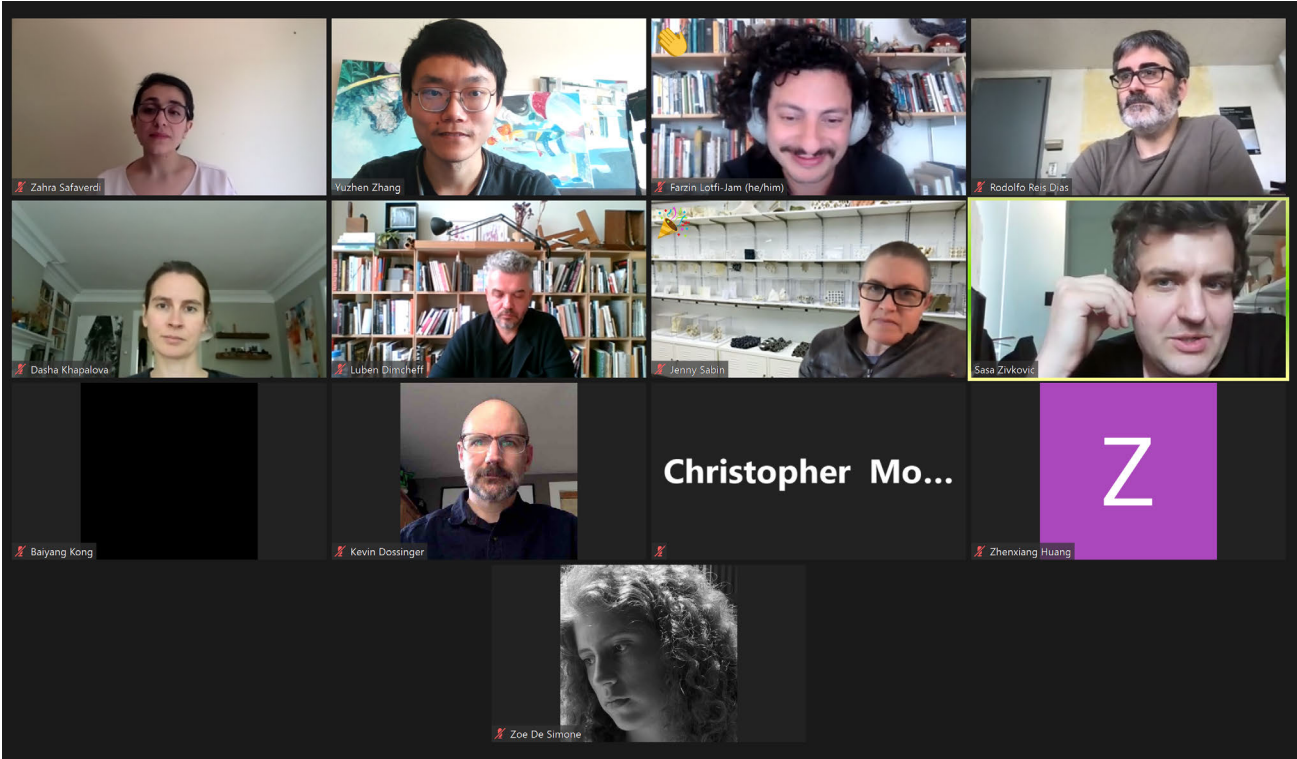 Zahra Safaverdi
Yuzhen Zhang
Farzin Lotfi-Jam (he/him)
Rodolfo Reis Dias
Dasha Khapalova
Luben Dimcheff
Jenny Sabin
Sasa Zivkovic
Baiyang Kong
Kevin Dossinger
Christopher Mo...
Z
Zhenxiang Huang
Zoe De Simone